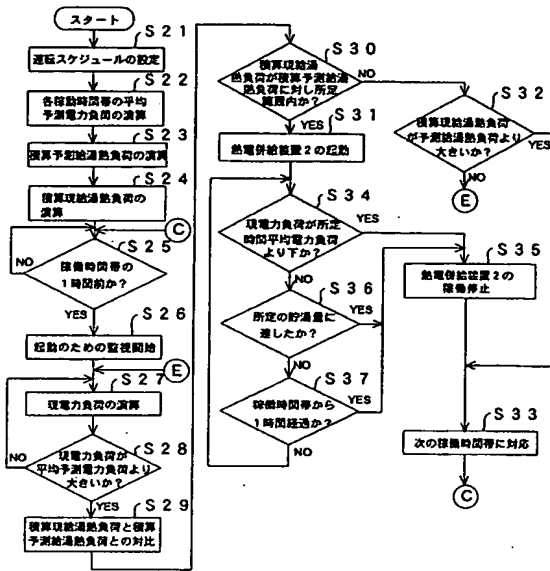 スタート
S21
運転スケジュールの設定
S22
各稼動時間帯の平均
予測電力負荷の演算
S23
積算予測給湯熱負荷の演算
S24
積算現給湯熱負荷の
演算
C
S25
稼働時間帯の
1時間前か?
NO
YES
S26
起動のための監視開始
E
S27
現電力負荷の演算
S28
現電力負荷が
平均予測電力負荷より
大きいか?
NO
YES
S29
積算現給湯熱負荷と積算
予測給湯熱負荷との対比
S30
積算現給湯
熱負荷が積算予測給湯
熱負荷に対し所定
範囲内か?
NO
YES
S31
熱電併給装置2の起動
S32
積算現給湯熱負荷
が予測給湯熱負荷より
大きいか?
YES
NO
E
S34
現電力負荷が所定
時間平均電力負荷
より下か?
YES
NO
S35
熱電併給装置2の
稼働停止
S36
所定の貯湯量に
達したか?
YES
NO
S37
稼働時間帯から
1時間経過か?
YES
NO
S33
次の稼働時間帯に対応
C